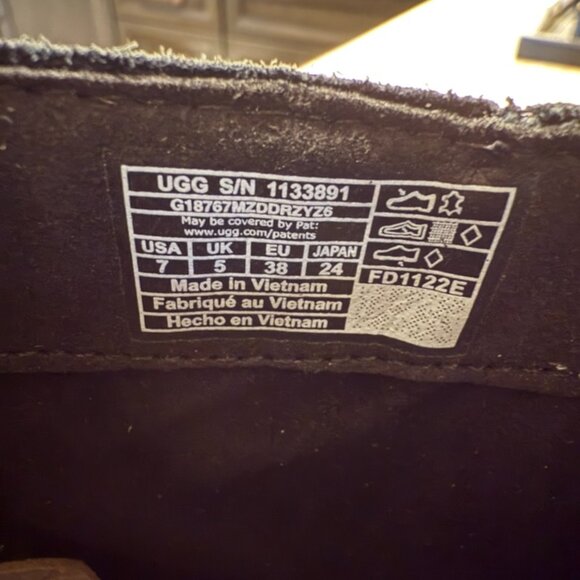 UGG S/N 1133891
G18767MZDDRZYZ6
May be covered by Pat:
www.ugg.com/patents
USA UK EU JAPAN
7 5 38 24
Made in Vietnam
Fabriqué au Vietnam
Hecho en Vietnam
FD1122E